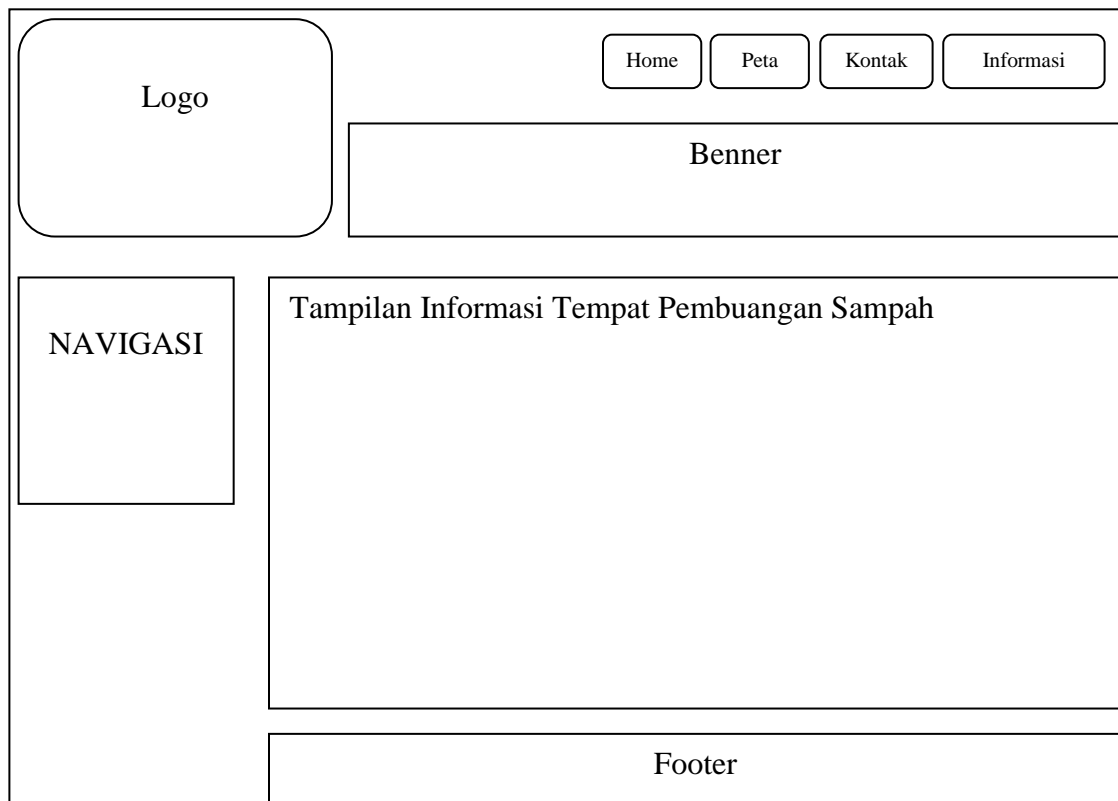 Logo
Home
Peta
Kontak
Informasi
Benner
NAVIGASI
Tampilan Informasi Tempat Pembuangan Sampah
Footer